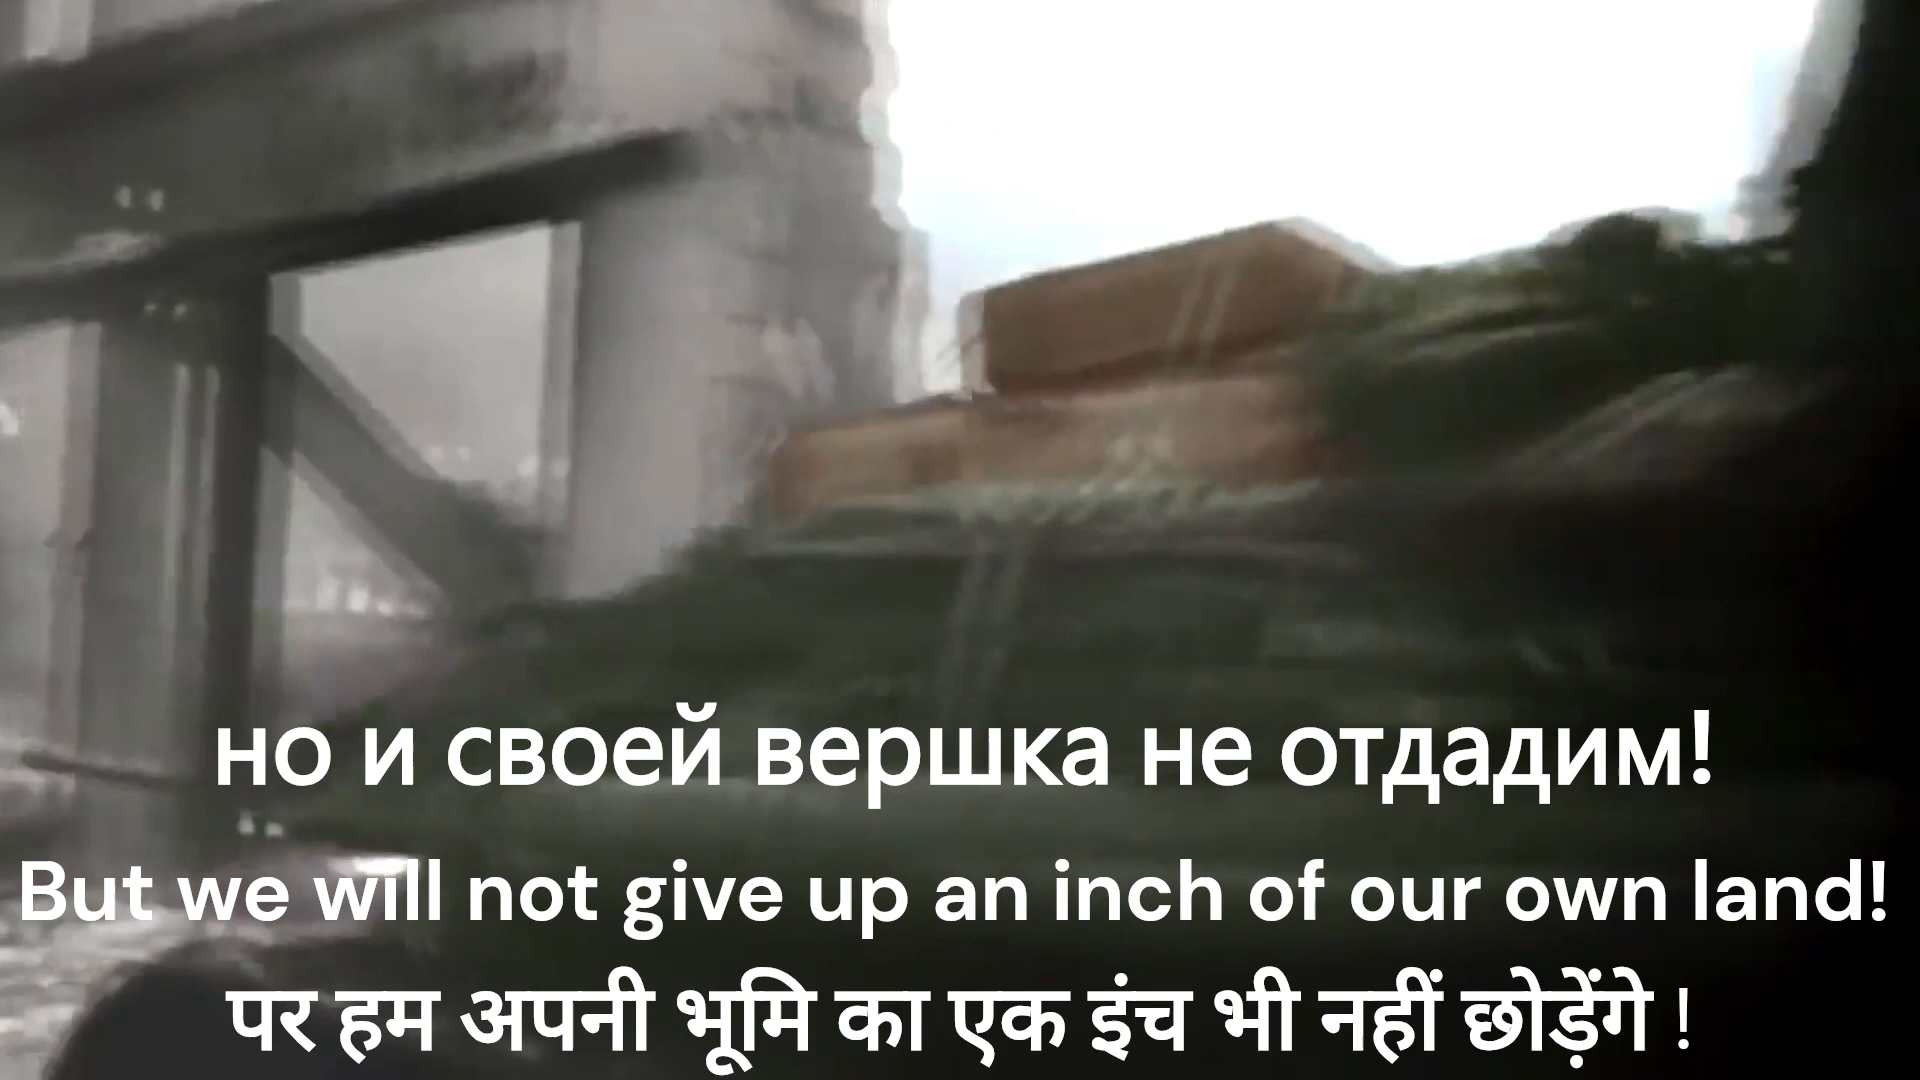 но и своей вершка не отдадим!
But we will not give up an inch of our own land!
पर हम अपनी भूमि का एक इंच भी नहीं छोड़ेंगे !